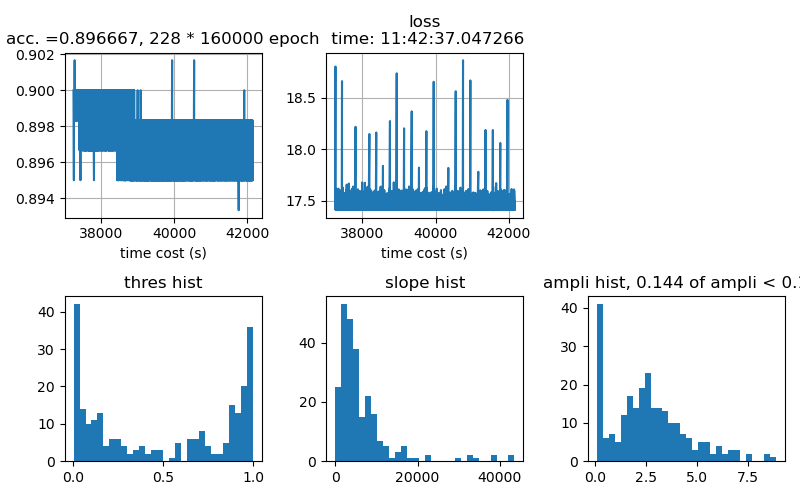 loss
acc. =0.896667, 228 * 160000 epoch time: 11:42:37.047266
0.902
0.900
0.898
0.896
0.894
38000 40000 42000
time cost (s)
18.5
18.0
17.5
38000 40000 42000
time cost (s)
thres hist
40
30
20
10
0
0.0 0.5 1.0
slope hist
40
20
0
0 20000 40000
ampli hist, 0.144 of ampli < 0.1
40
30
20
10
0
0.0 2.5 5.0 7.5